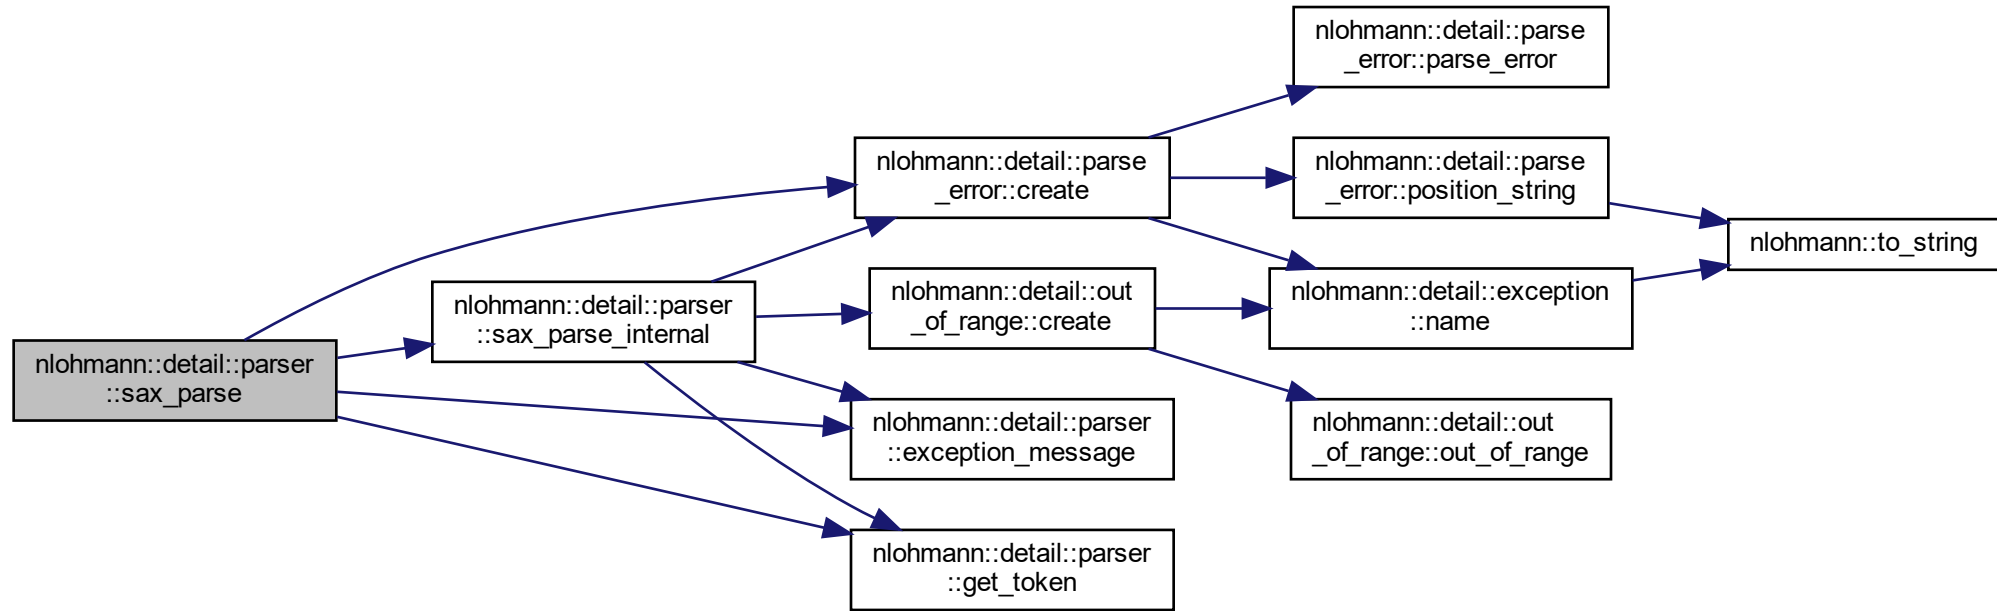 nlohmann::detail::parser
::sax_parse
nlohmann::detail::parser
::sax_parse_internal
nlohmann::detail::parse
_error::create
nlohmann::detail::out
_of_range::create
nlohmann::detail::parser
::exception_message
nlohmann::detail::parser
::get_token
nlohmann::detail::parse
_error::parse_error
nlohmann::detail::parse
_error::position_string
nlohmann::detail::exception
::name
nlohmann::detail::out
_of_range::out_of_range
nlohmann::to_string